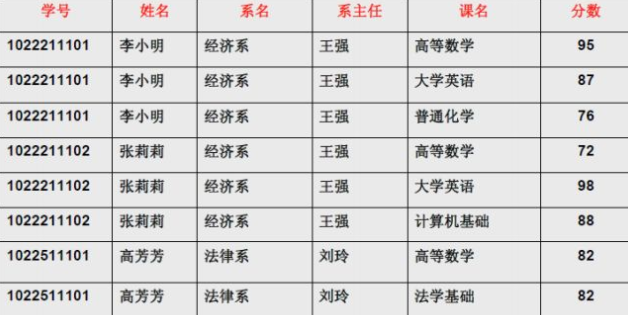 学号 姓名 系名 系主任 课名 分数
1022211101 李小明 经济系 王强 高等数学 95
1022211101 李小明 经济系 王强 大学英语 87
1022211101 李小明 经济系 王强 普通化学 76
1022211102 张莉莉 经济系 王强 高等数学 72
1022211102 张莉莉 经济系 王强 大学英语 98
1022211102 张莉莉 经济系 王强 计算机基础 88
1022511101 高芳芳 法律系 刘玲 高等数学 82
1022511101 高芳芳 法律系 刘玲 法学基础 82